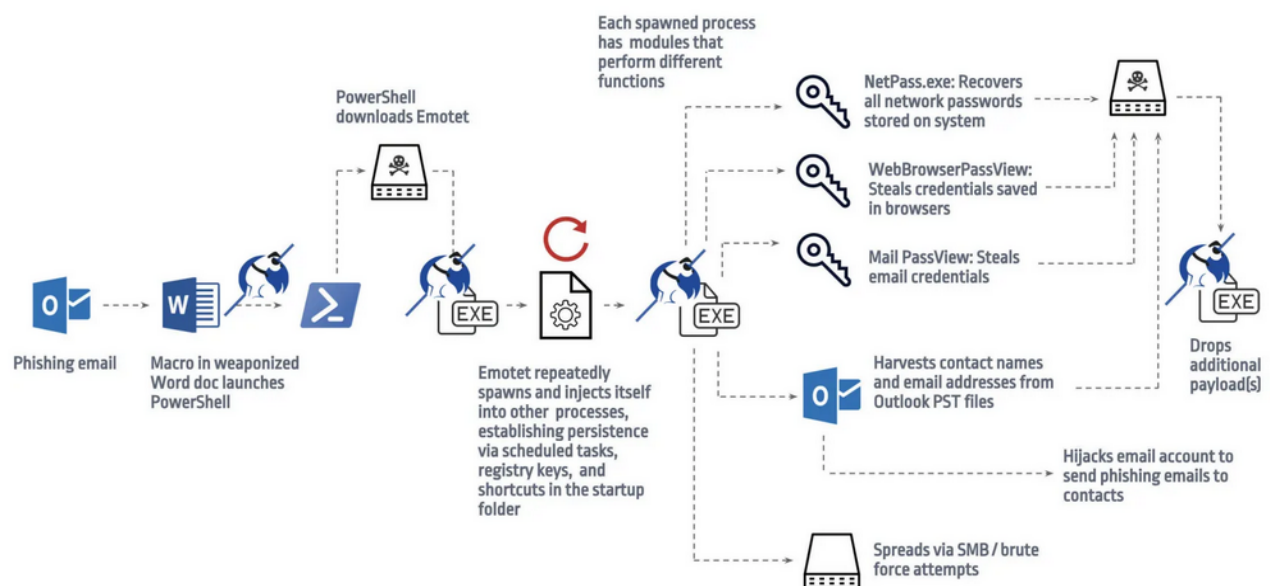 Each spawned process
has modules that
perform different
functions
PowerShell
downloads Emotet
NetPass.exe: Recovers
all network passwords
stored on system
WebBrowserPassView:
Steals credentials saved
in browsers
Mail PassView: Steals
email credentials
O
W
EXE
EXE
EXE
Phishing email
Macro in weaponized
Word doc launches
PowerShell
Emotet repeatedly
spawns and injects itself
into other processes,
establishing persistence
via scheduled tasks,
registry keys, and
shortcuts in the startup
folder
O
Harvests contact names
and email addresses from
Outlook PST files
Drops
additional
payload(s)
Hijacks email account to
send phishing emails to
contacts
Spreads via SMB / brute
force attempts